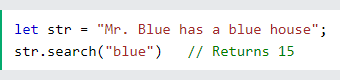 let str = "Mr. Blue has a blue house";
str.search("blue")   // Returns 15